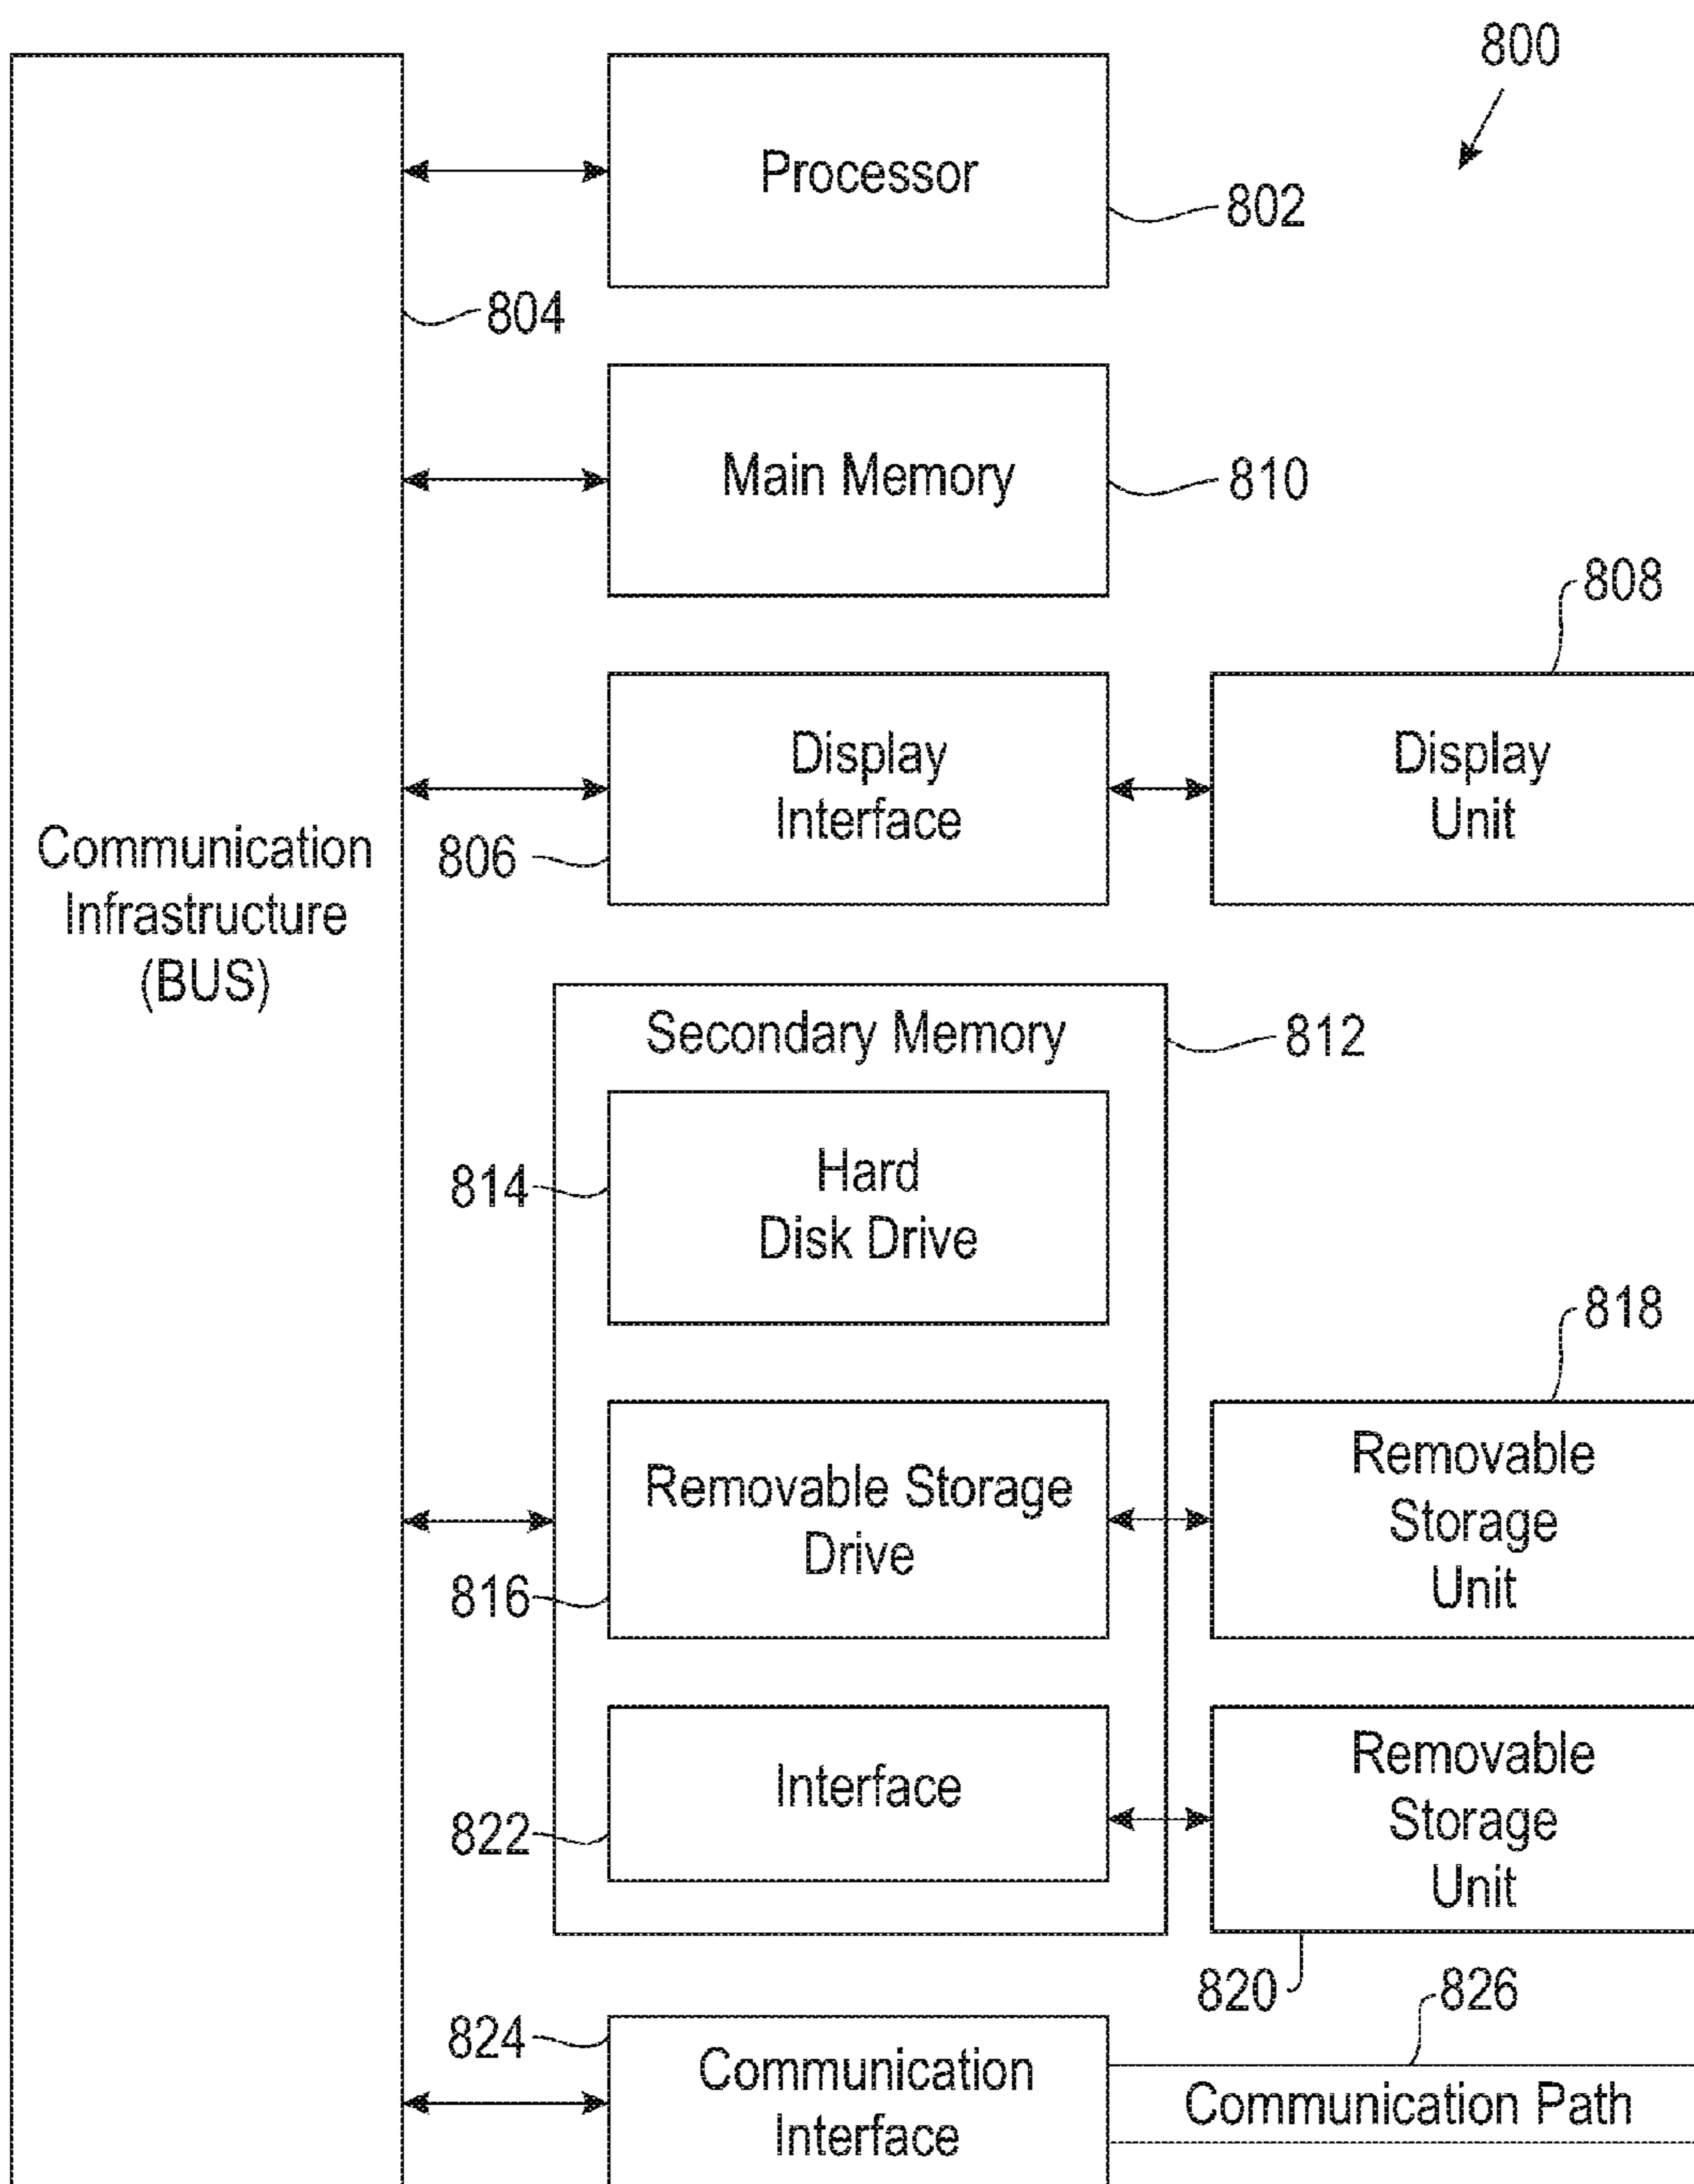 800
Processor
802
804
Main Memory
810
808
Display
Interface
806
Display
Unit
Communication
Infrastructure
(BUS)
Secondary Memory
812
814
Hard
Disk Drive
818
Removable Storage
Drive
816
Removable
Storage
Unit
Interface
822
Removable
Storage
Unit
820
826
824
Communication
Interface
Communication Path